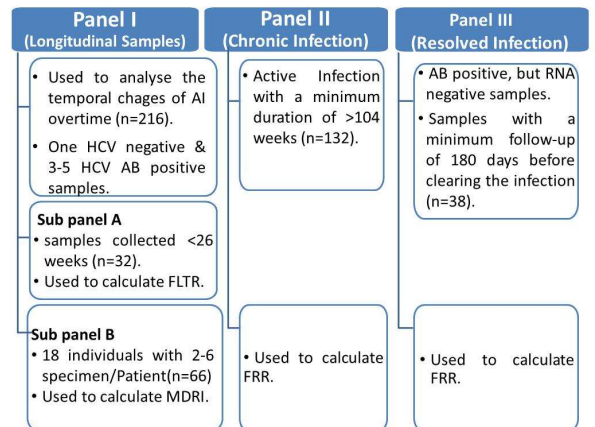 Panel I
(Longitudinal Samples)
• Used to analyse the
temporal chages of AI
overtime (n=216).
• One HCV negative &
3-5 HCV AB positive
samples.
Sub panel A
• samples collected <26
weeks (n=32).
• Used to calculate FLTR.
Sub panel B
• 18 individuals with 2-6
specimen/Patient(n=66)
• Used to calculate MDRI.
Panel II
(Chronic Infection)
• Active Infection
with a minimum
duration of >104
weeks (n=132).
• Used to calculate
FRR.
Panel III
(Resolved Infection)
• AB positive, but RNA
negative samples.
• Samples with a
minimum follow-up
of 180 days before
clearing the infection
(n=38).
• Used to calculate
FRR.